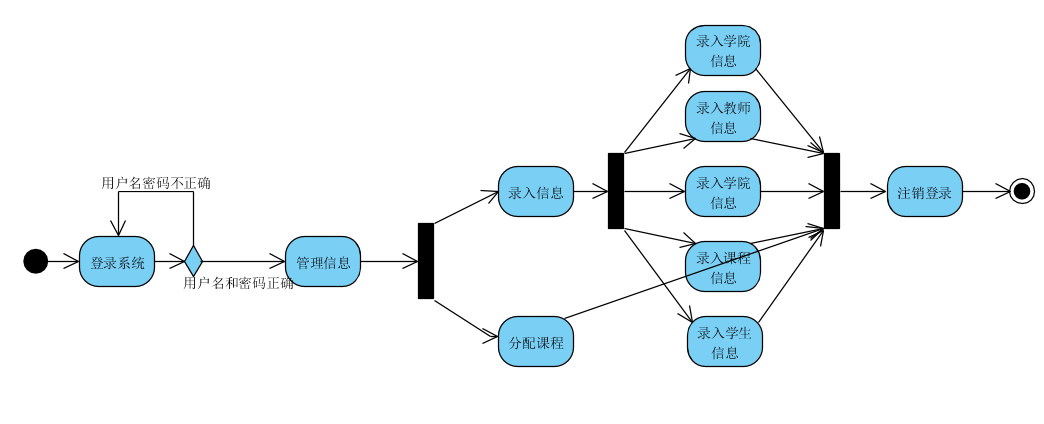 录入学院
信息
录入教师
信息
用户名密码不正确
录入信息
录入学院
信息
注销登录
登录系统
管理信息
用户名和密码正确
录入课程
信息
分配课程
录入学生
信息